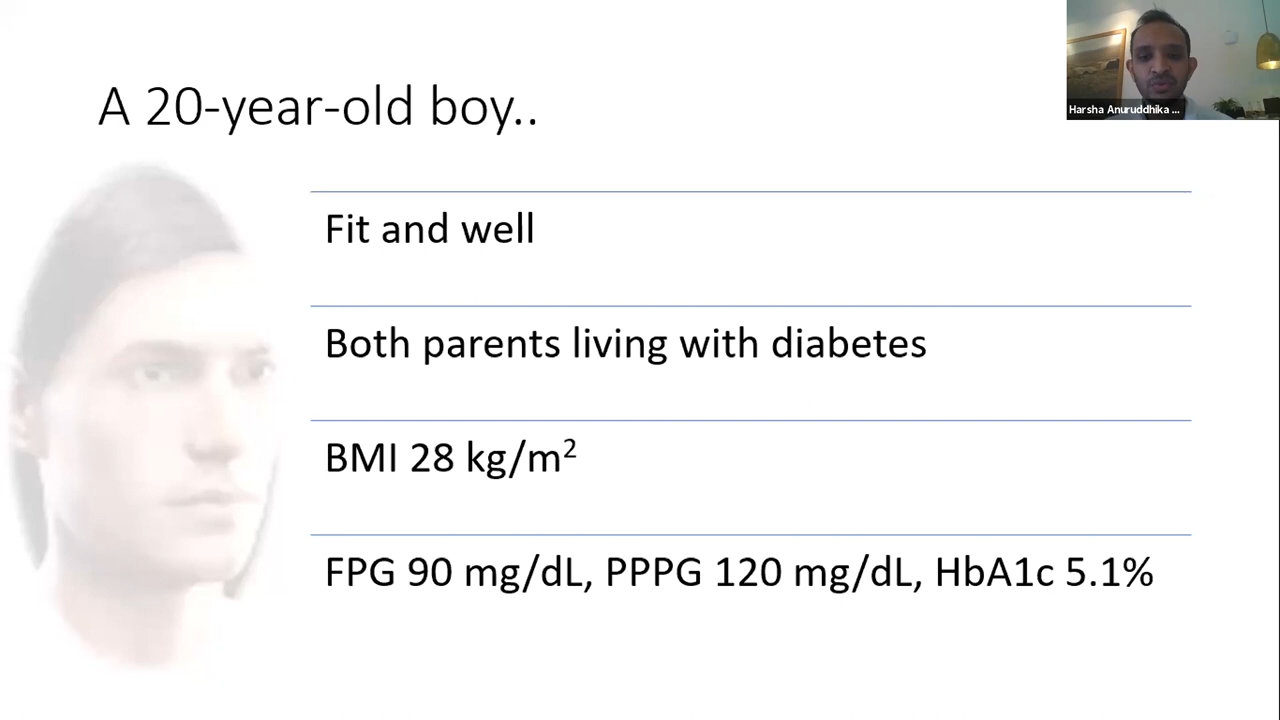 A 20-year-old boy..
Harsha Anuruddhika ...
Fit and well
Both parents living with diabetes
BMI 28 kg/m²
FPG 90 mg/dL, PPPG 120 mg/dL, HbA1c 5.1%